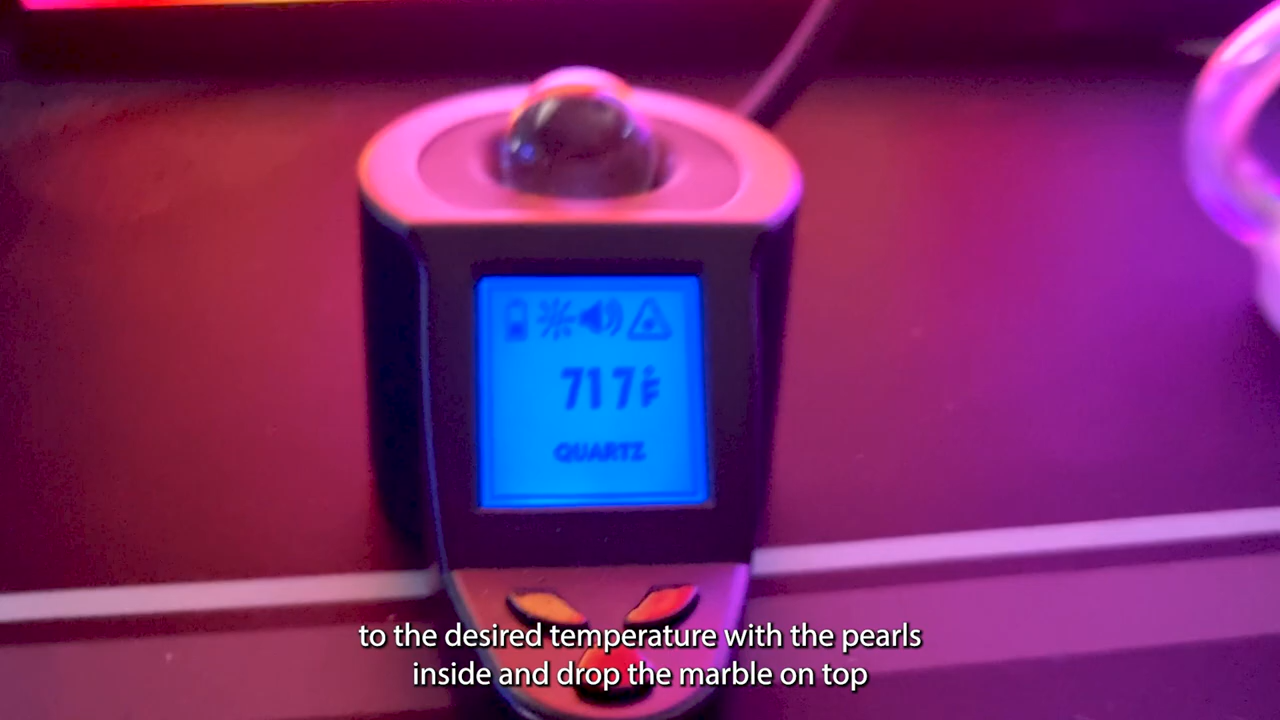 717°F
QUARTZ
to the desired temperature with the pearls
inside and drop the marble on top